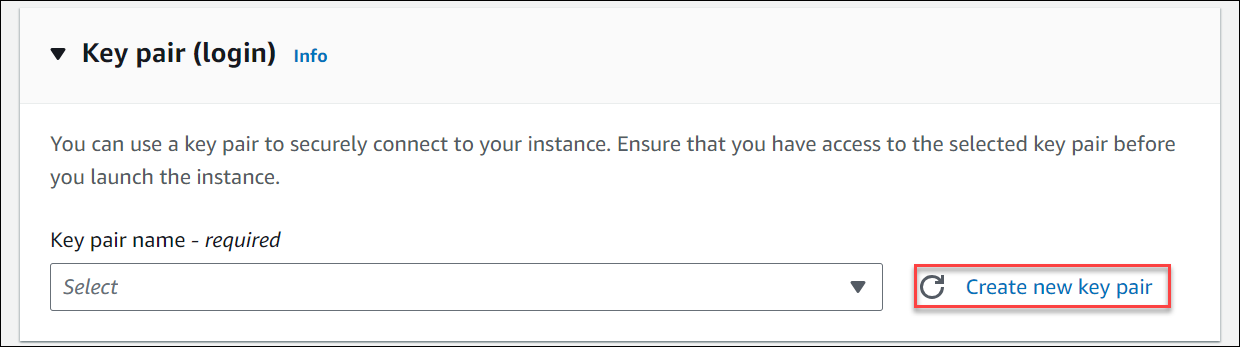 Key pair (login) Info
You can use a key pair to securely connect to your instance. Ensure that you have access to the selected key pair before
you launch the instance.
Key pair name - required
Select
Create new key pair